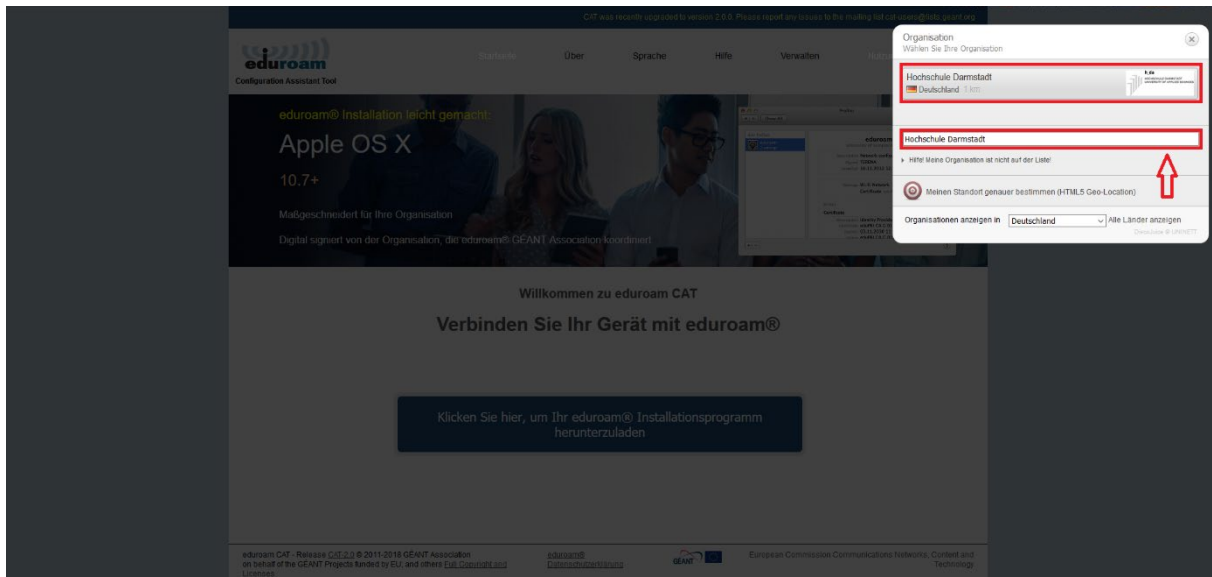 CAT was recently upgraded to version 2.0.0. Please report any issues to the mailing list cat-users@lists.geant.org
eduroam
Configuration Assistant Tool
Startseite Über Sprache Hilfe Verwalten
eduroam® Installation leicht gemacht:
Apple OS X
10.7+
Maßgeschneidert für Ihre Organisation
Digital signiert von der Organisation, die eduroam® GÉANT Association koordiniert
Organisation
Wählen Sie Ihre Organisation
Hochschule Darmstadt
Deutschland 1 km
h_da
Hochschule Darmstadt
Hilfe! Meine Organisation ist nicht auf der Liste!
Meinen Standort genauer bestimmen (HTML5 Geo-Location)
Organisationen anzeigen in Deutschland Alle Länder anzeigen
DiscoJuice © UNINETT
Willkommen zu eduroam CAT
Verbinden Sie Ihr Gerät mit eduroam®
Klicken Sie hier, um Ihr eduroam® Installationsprogramm
herunterzuladen
eduroam CAT - Release CAT-2.0 © 2011-2018 GÉANT Association
on behalf of the GÉANT Projects funded by EU; and others Full Copyright and
Licenses
eduroam®
Datenschutzerklärung
GÉANT
European Commission Communications Networks, Content and
Technology